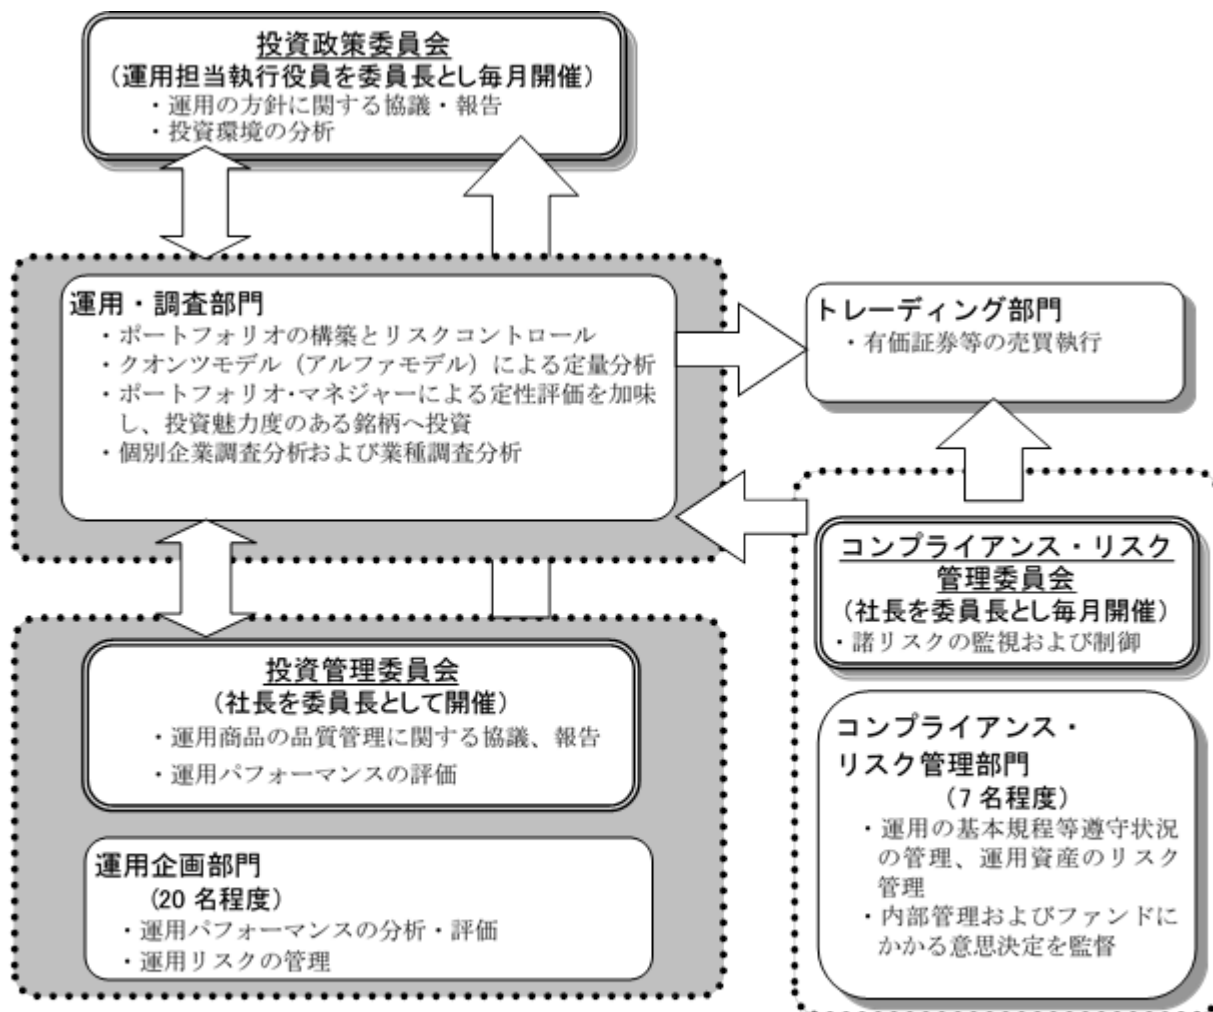 投資政策委員会
（運用担当執行役員を委員長とし毎月開催）
・運用の方針に関する協議・報告
・投資環境の分析
運用・調査部門
・ポートフォリオの構築とリスクコントロール
・クオンツモデル（アルファモデル）による定量分析
・ポートフォリオ・マネジャーによる定性評価を加味
し、投資魅力度のある銘柄へ投資
・個別企業調査分析および業種調査分析
トレーディング部門
・有価証券等の売買執行
コンプライアンス・リスク
管理委員会
（社長を委員長とし毎月開催）
・諸リスクの監視および制御
投資管理委員会
（社長を委員長として開催）
・運用商品の品質管理に関する協議、報告
・運用パフォーマンスの評価
運用企画部門
（20 名程度）
・運用パフォーマンスの分析・評価
・運用リスクの管理
コンプライアンス・
リスク管理部門
（7 名程度）
・運用の基本規程等遵守状況
の管理、運用資産のリスク
管理
・内部管理およびファンドに
かかる意思決定を監督